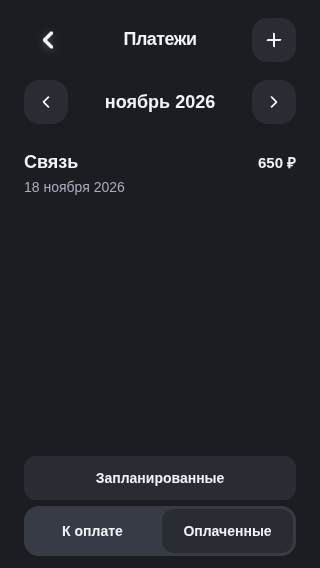 Платежи
ноябрь 2026
Связь
650 ₽
18 ноября 2026
Запланированные
К оплате
Оплаченные